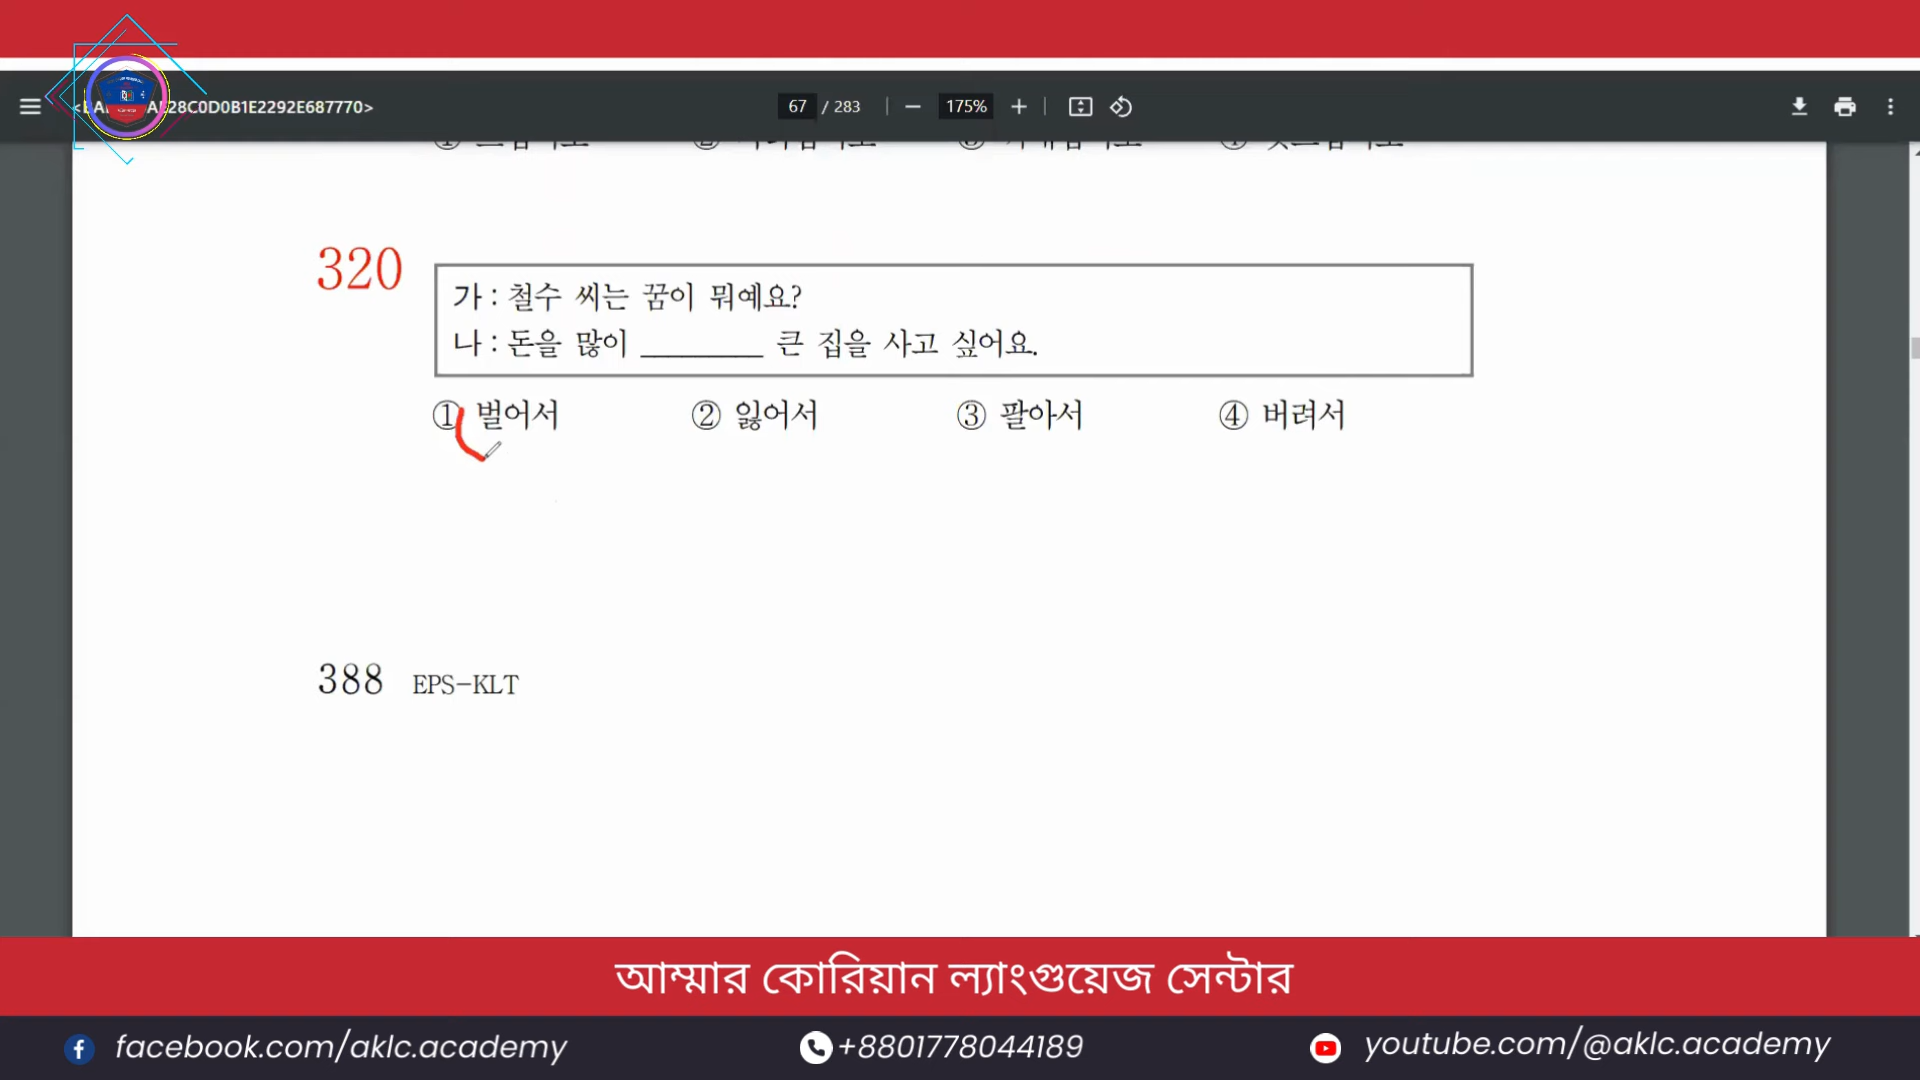 67 / 283 175%
320
가 : 철수 씨는 꿈이 뭐예요?
나 : 돈을 많이 ________ 큰 집을 사고 싶어요.
① 벌어서 ② 잃어서 ③ 팔아서 ④ 버려서
388 EPS-KLT
আম্মার কোরিয়ান ল্যাংগুয়েজ সেন্টার
facebook.com/aklc.academy +8801778044189 youtube.com/@aklc.academy